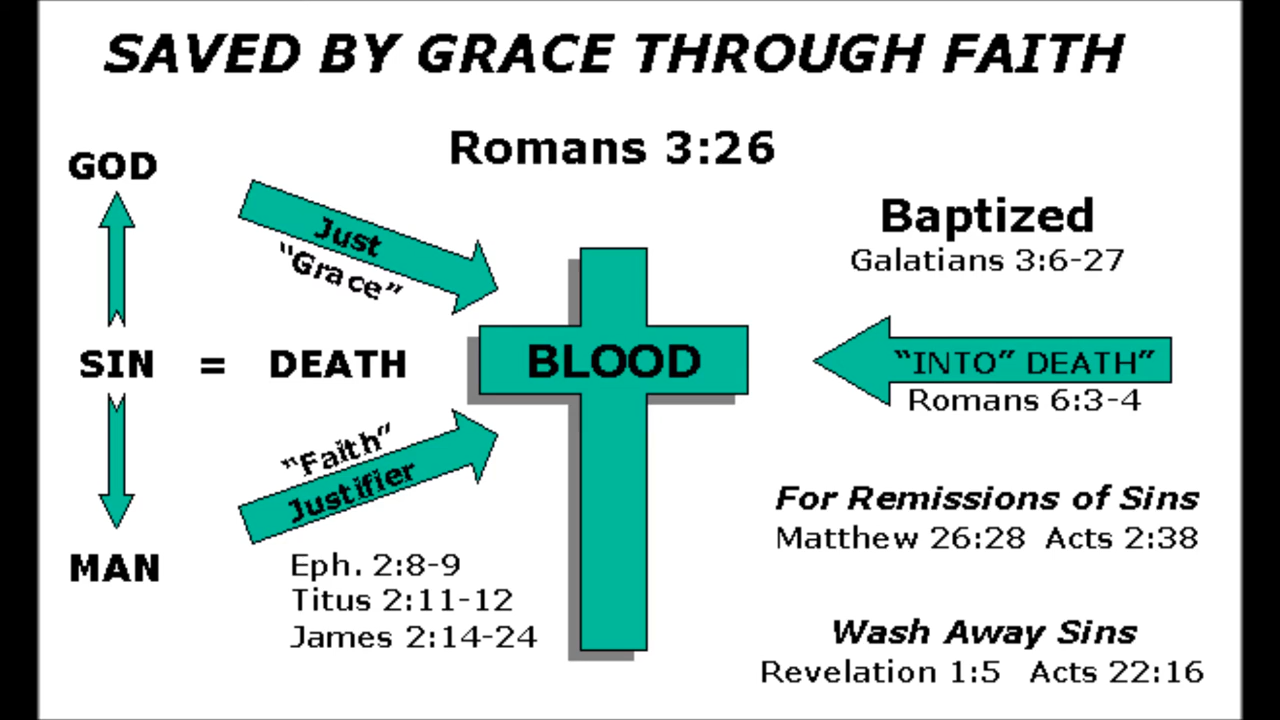 SAVED BY GRACE THROUGH FAITH
Romans 3:26
GOD
Just
“Grace”
SIN = DEATH
“Faith”
Justifier
MAN
Eph. 2:8-9
Titus 2:11-12
James 2:14-24
BLOOD
Baptized
Galatians 3:6-27
“INTO” DEATH”
Romans 6:3-4
For Remissions of Sins
Matthew 26:28 Acts 2:38
Wash Away Sins
Revelation 1:5 Acts 22:16